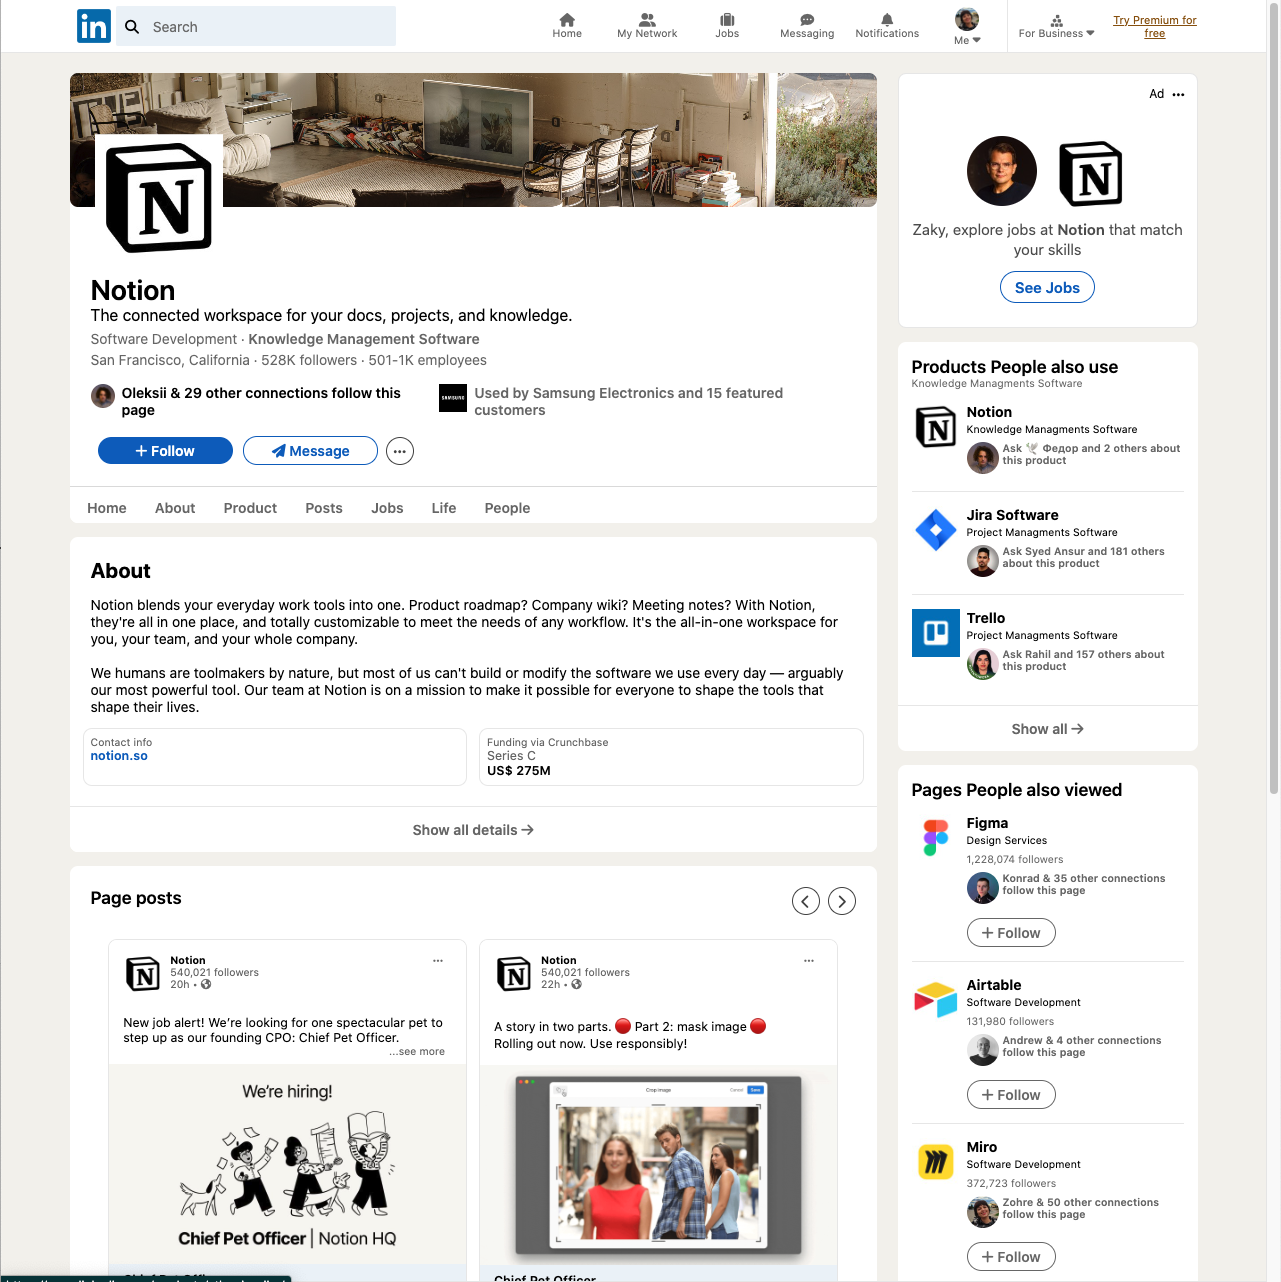 in
Search
Home
My Network
Jobs
Messaging
Notifications
Me
For Business
Try Premium for
free
N
Notion
The connected workspace for your docs, projects, and knowledge.
Software Development · Knowledge Management Software
San Francisco, California · 528K followers · 501-1K employees
Oleksii & 29 other connections follow this
page
SAMSUNG
Used by Samsung Electronics and 15 featured
customers
+ Follow
Message
Home
About
Product
Posts
Jobs
Life
People
About
Notion blends your everyday work tools into one. Product roadmap? Company wiki? Meeting notes? With Notion,
they're all in one place, and totally customizable to meet the needs of any workflow. It's the all-in-one workspace for
you, your team, and your whole company.
We humans are toolmakers by nature, but most of us can't build or modify the software we use every day — arguably
our most powerful tool. Our team at Notion is on a mission to make it possible for everyone to shape the tools that
shape their lives.
Contact info
notion.so
Funding via Crunchbase
Series C
US$ 275M
Show all details →
Page posts
N
Notion
540,021 followers
20h •
New job alert! We're looking for one spectacular pet to
step up as our founding CPO: Chief Pet Officer.
...see more
We're hiring!
Chief Pet Officer | Notion HQ
N
Notion
540,021 followers
22h •
A story in two parts. 🔴 Part 2: mask image 🔴
Rolling out now. Use responsibly!
Crop image
Cancel
Save
Chief Pet Officer
Ad
N
Zaky, explore jobs at Notion that match
your skills
See Jobs
Products People also use
Knowledge Managments Software
N
Notion
Knowledge Managments Software
Ask 🕊️ Федор and 2 others about
this product
Jira Software
Project Managments Software
Ask Syed Ansur and 181 others
about this product
Trello
Project Managments Software
Ask Rahil and 157 others about
this product
Show all →
Pages People also viewed
Figma
Design Services
1,228,074 followers
Konrad & 35 other connections
follow this page
+ Follow
Airtable
Software Development
131,980 followers
Andrew & 4 other connections
follow this page
+ Follow
Miro
Software Development
372,723 followers
Zohre & 50 other connections
follow this page
+ Follow